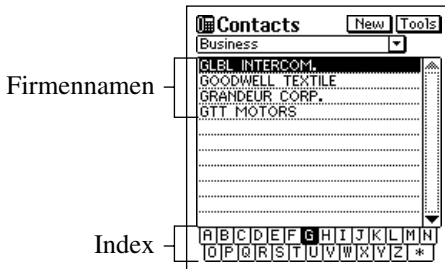 Contacts New Tools
Business
GLBL INTERCOM.
GOODWELL TEXTILE
Firmennamen
GRANDEUR CORP.
GTT MOTORS
Index
A B C D E F G H I J K L M N
O P Q R S T U V W X Y Z *